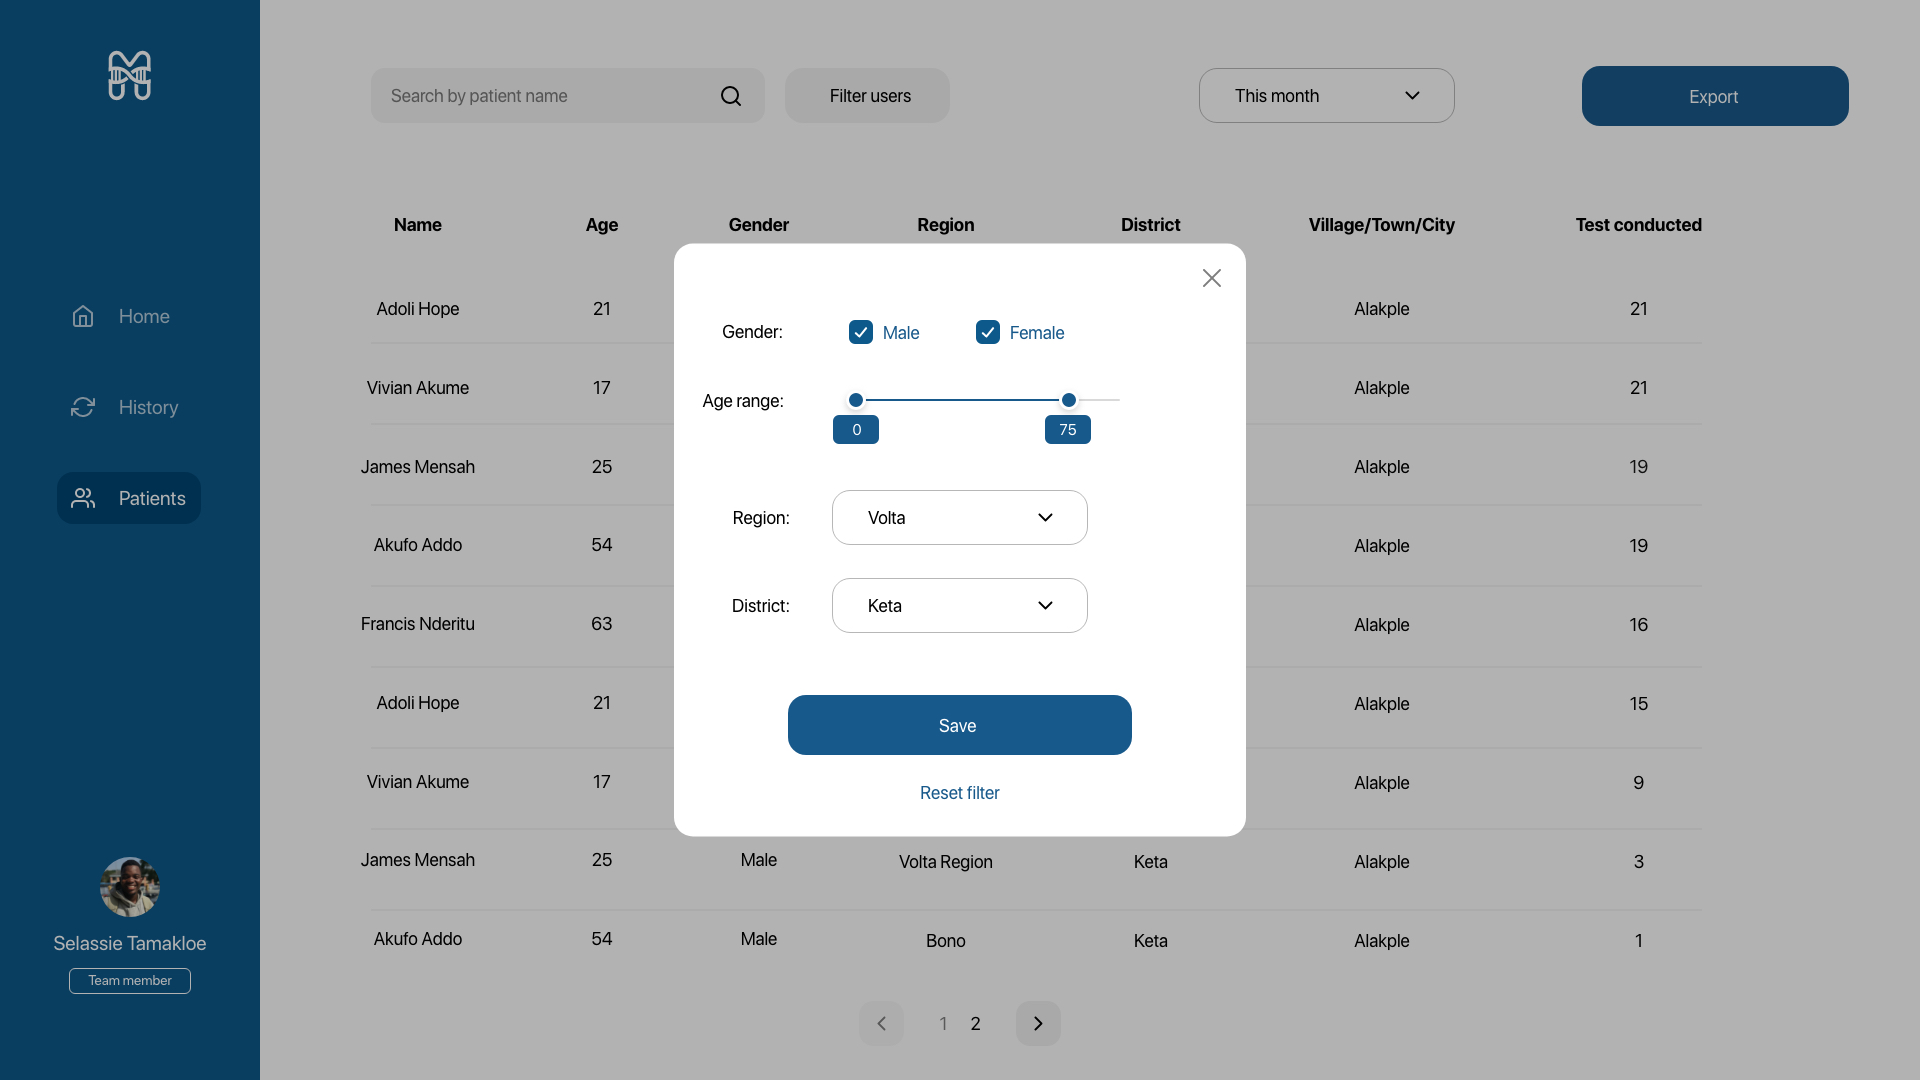 Search by patient name
Filter users
This month
Export
Name Age Gender Region District Village/Town/City Test conducted
Home
History
Patients
Selassie Tamakloe
Team member
Adoli Hope 21 Alakple 21
Vivian Akume 17 Alakple 21
James Mensah 25 Alakple 19
Akufo Addo 54 Alakple 19
Francis Nderitu 63 Alakple 16
Adoli Hope 21 Alakple 15
Vivian Akume 17 Alakple 9
James Mensah 25 Male Volta Region Keta Alakple 3
Akufo Addo 54 Male Bono Keta Alakple 1
Gender: Male Female
Age range:
0 75
Region: Volta
District: Keta
Save
Reset filter
1 2